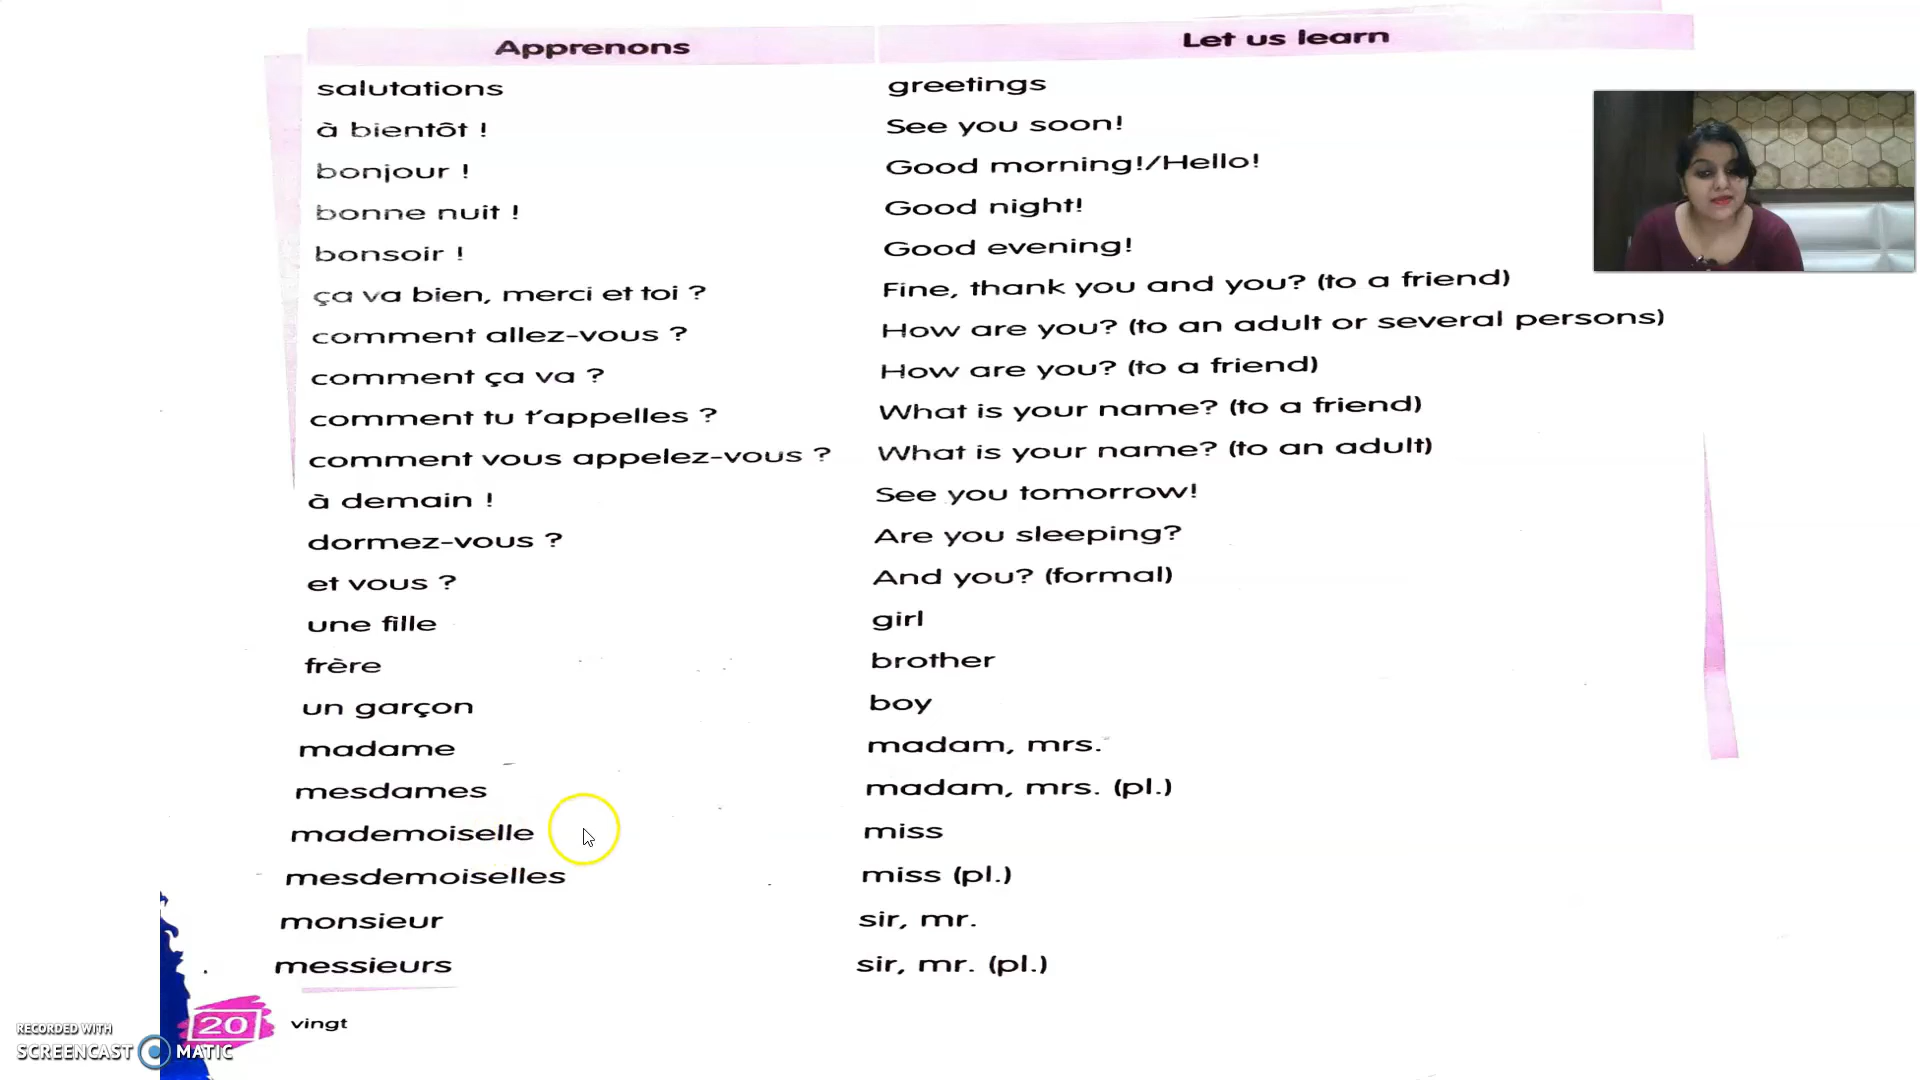 Apprenons Let us learn
salutations greetings
à bientôt ! See you soon!
bonjour ! Good morning!/Hello!
bonne nuit ! Good night!
bonsoir ! Good evening!
ça va bien, merci et toi ? Fine, thank you and you? (to a friend)
comment allez-vous ? How are you? (to an adult or several persons)
comment ça va ? How are you? (to a friend)
comment tu t'appelles ? What is your name? (to a friend)
comment vous appelez-vous ? What is your name? (to an adult)
à demain ! See you tomorrow!
dormez-vous ? Are you sleeping?
et vous ? And you? (formal)
une fille girl
frère brother
un garçon boy
madame madam, mrs.
mesdames madam, mrs. (pl.)
mademoiselle miss
mesdemoiselles miss (pl.)
monsieur sir, mr.
messieurs sir, mr. (pl.)
20 vingt
RECORDED WITH
SCREENCAST MATIC